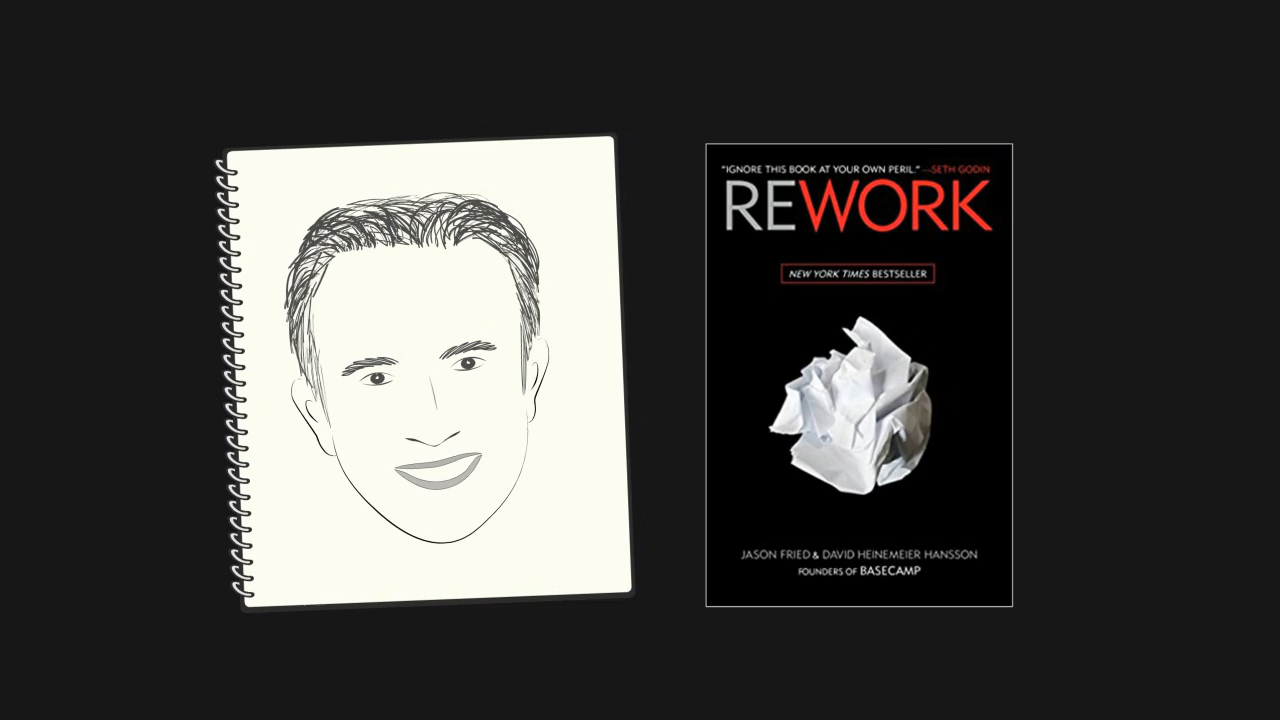 "IGNORE THIS BOOK AT YOUR OWN PERIL." —SETH GODIN
REWORK
NEW YORK TIMES BESTSELLER
JASON FRIED & DAVID HEINEMEIER HANSSON
FOUNDERS OF BASECAMP